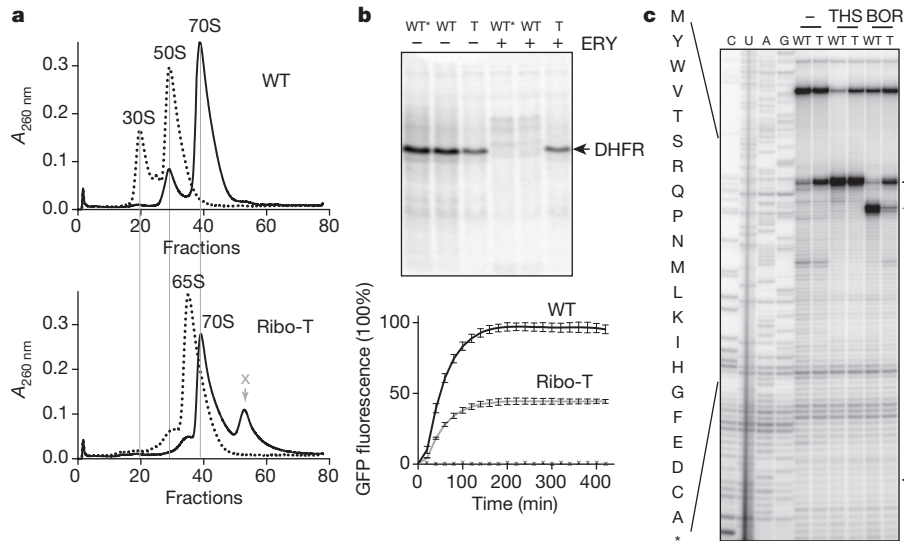 a
70S
50S
30S
WT
A260 nm
0.3
0.2
0.1
0.0
0 20 40 60 80
Fractions
65S
70S
x
Ribo-T
A260 nm
0.3
0.2
0.1
0.0
0 20 40 60 80
Fractions
b
WT* WT T WT* WT T
– – – + + + ERY
DHFR
GFP fluorescence (100%)
100
50
0
WT
Ribo-T
0 100 200 300 400
Time (min)
c
– THS BOR
C U A G WT T WT T WT T
M
Y
W
V
T
S
R
Q
P
N
M
L
K
I
H
G
F
E
D
C
A
*